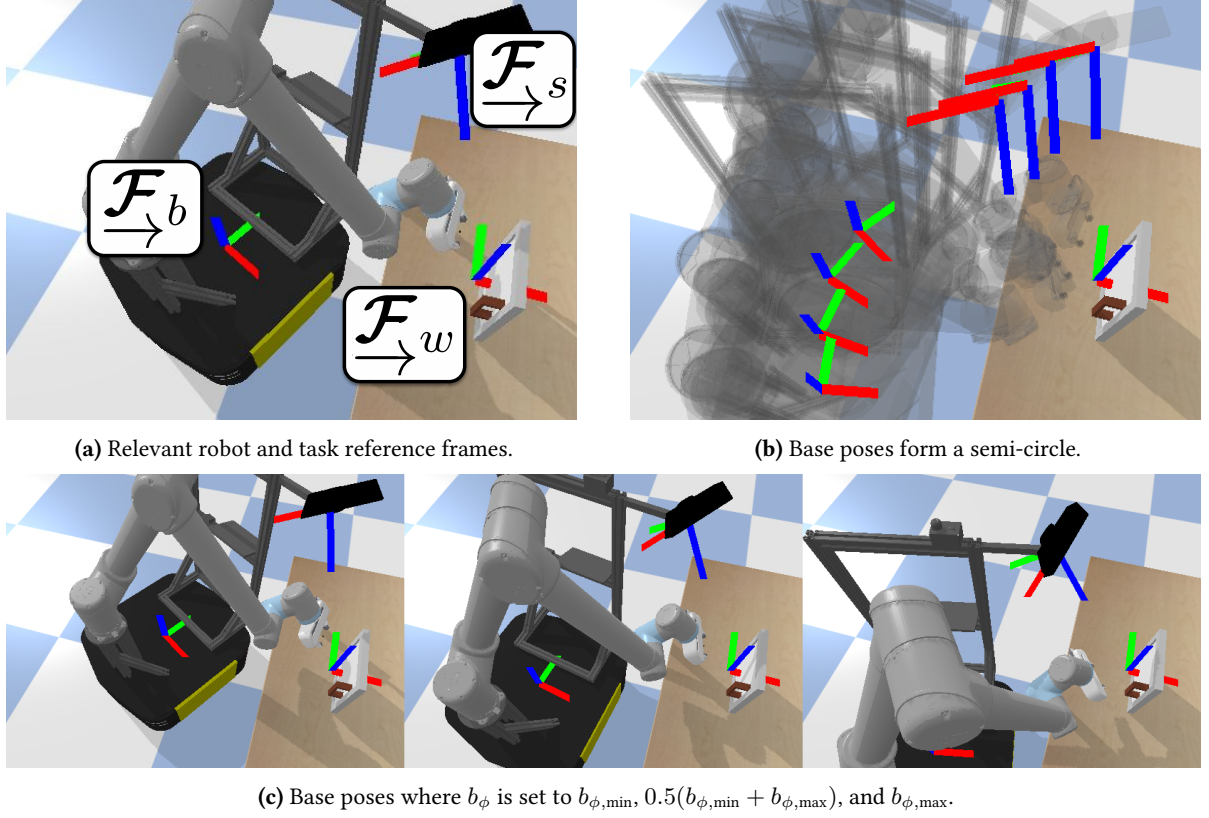 𝓕→ s
𝓕→ b
𝓕→ w
(a) Relevant robot and task reference frames.
(b) Base poses form a semi-circle.
(c) Base poses where b_ϕ is set to b_ϕ,min, 0.5(b_ϕ,min + b_ϕ,max), and b_ϕ,max.